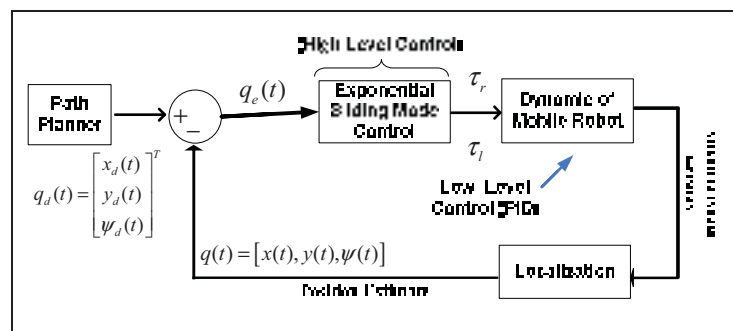 High Level Controls
Path
Planner
+
−
q_e(t)
Exponential
Sliding Mode
Control
τ_r
τ_l
Dynamic of
Mobile Robot
q_d(t) = [x_d(t)
y_d(t)
ψ_d(t)]^T
Low Level
Control PIDs
q(t) = [x(t), y(t), ψ(t)]
Position Estimate
Localization